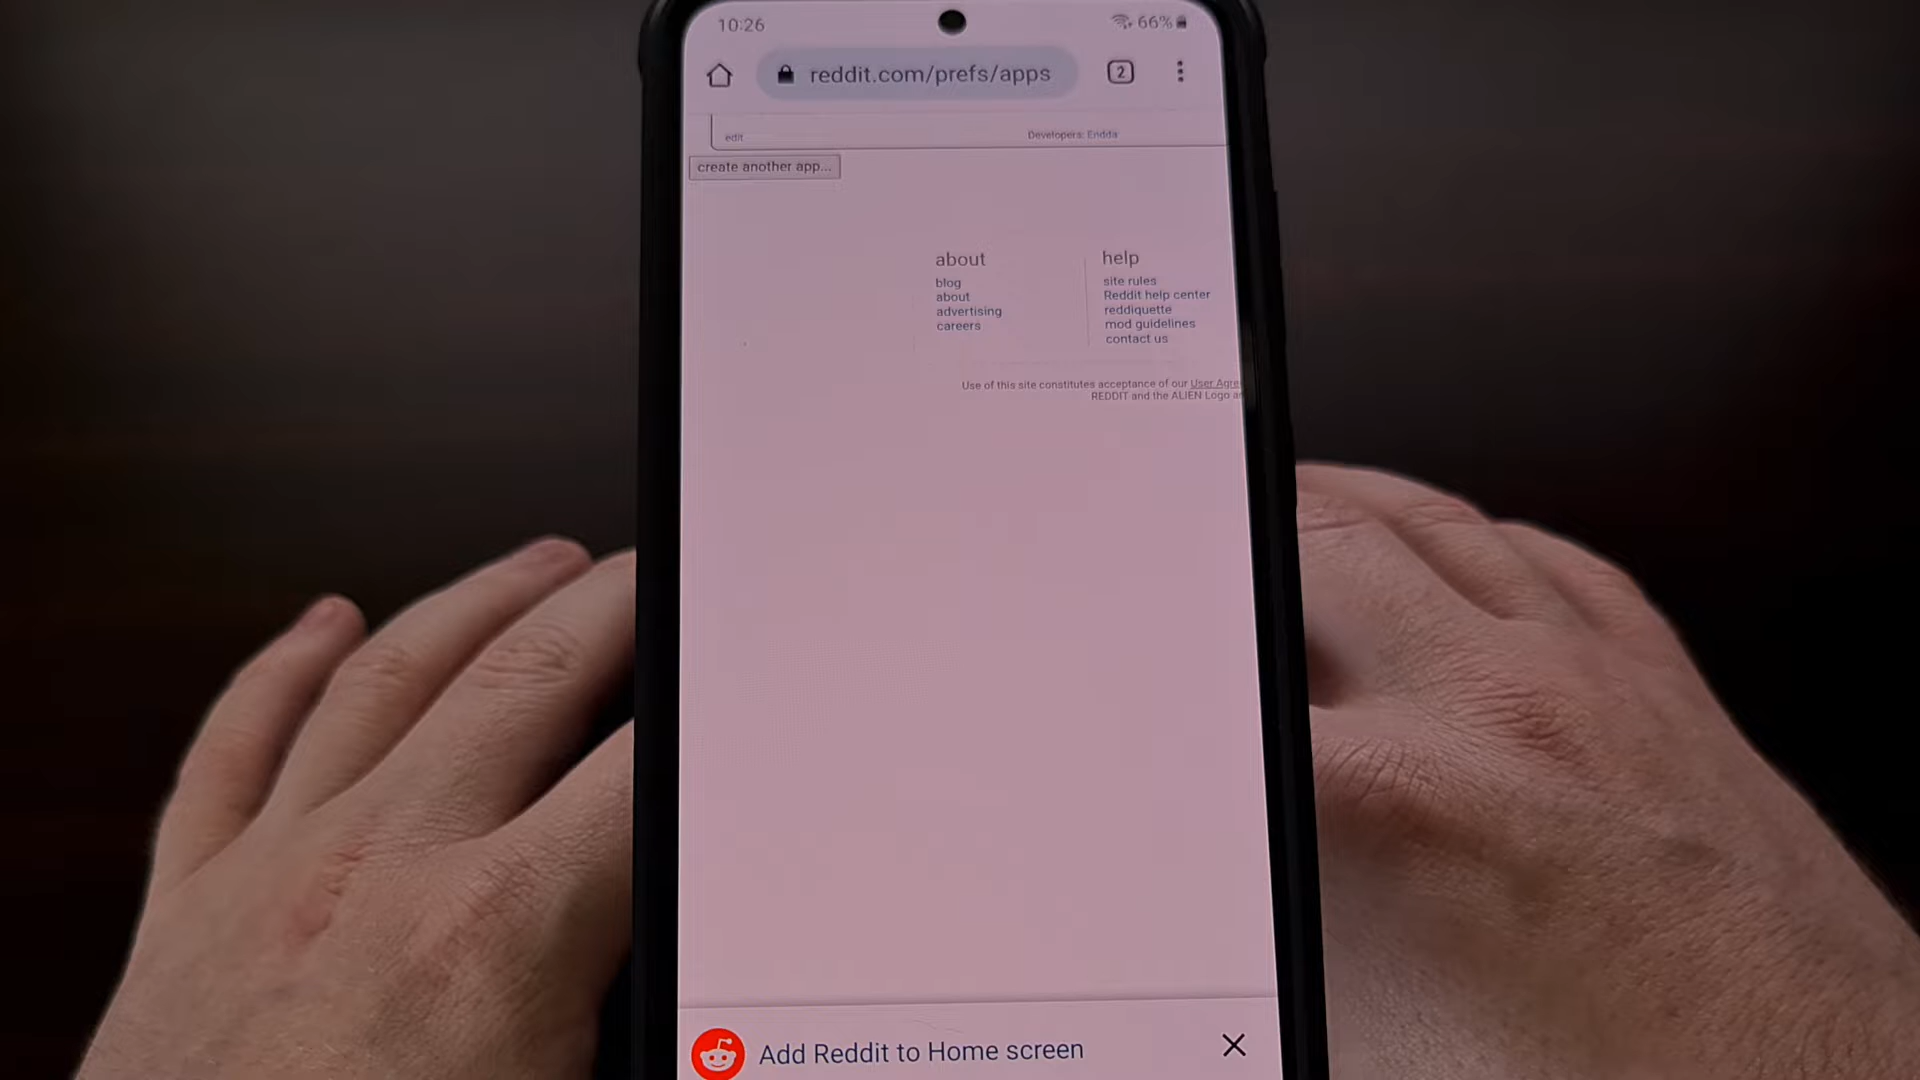 10:26
66%
reddit.com/prefs/apps
2
edit
Developers: Endda
create another app...
about
blog
about
advertising
careers
help
site rules
Reddit help center
reddiquette
mod guidelines
contact us
Use of this site constitutes acceptance of our User Agre
REDDIT and the ALIEN Logo a
Add Reddit to Home screen